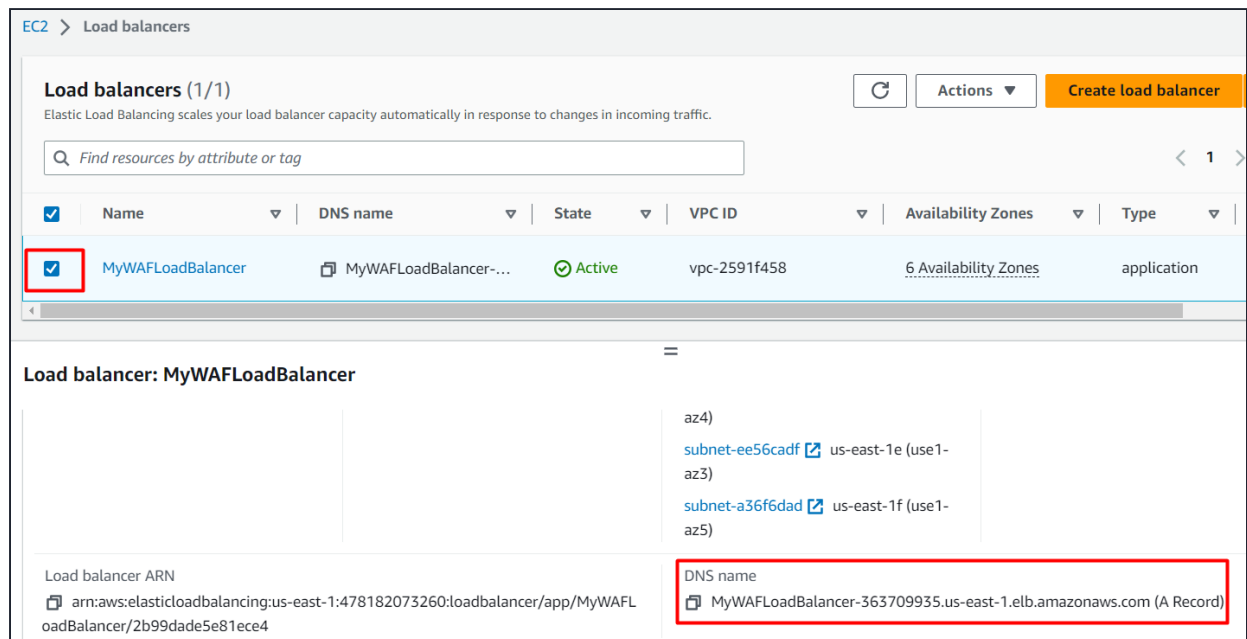 EC2 > Load balancers
Load balancers (1/1)
Actions
Create load balancer
Elastic Load Balancing scales your load balancer capacity automatically in response to changes in incoming traffic.
Find resources by attribute or tag
1
Name DNS name State VPC ID Availability Zones Type
MyWAFLoadBalancer MyWAFLoadBalancer-... Active vpc-2591f458 6 Availability Zones application
Load balancer: MyWAFLoadBalancer
az4)
subnet-ee56cadf us-east-1e (use1-
az3)
subnet-a36f6dad us-east-1f (use1-
az5)
Load balancer ARN
arn:aws:elasticloadbalancing:us-east-1:478182073260:loadbalancer/app/MyWAFL
oadBalancer/2b99dade5e81ece4
DNS name
MyWAFLoadBalancer-363709935.us-east-1.elb.amazonaws.com (A Record)